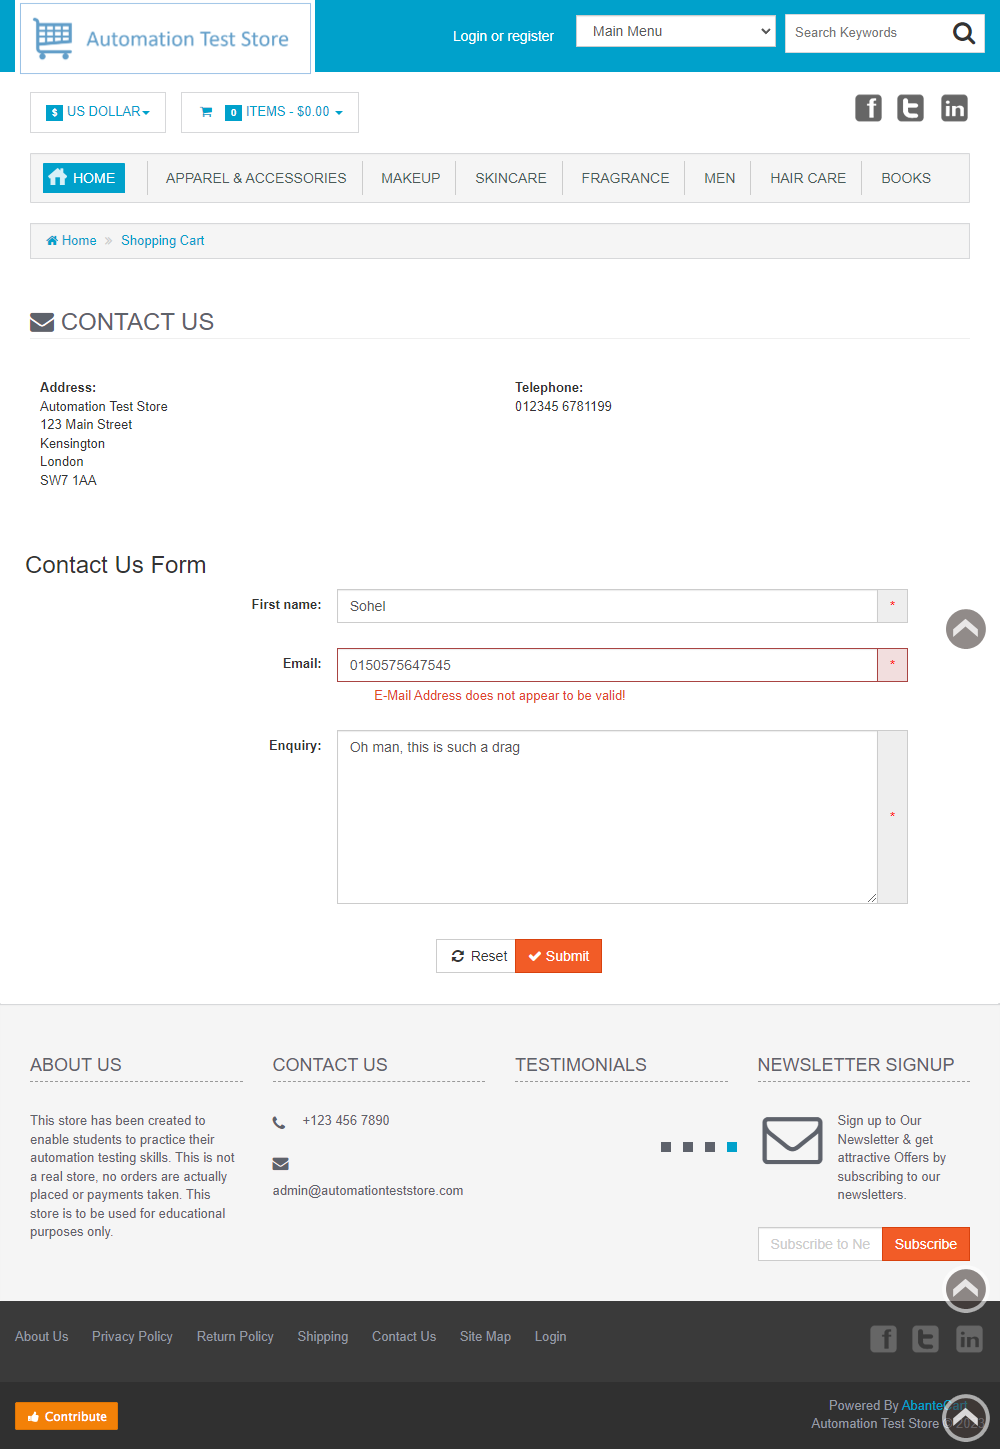 Automation Test Store
Login or register
Main Menu
Search Keywords
$ US DOLLAR
0 ITEMS - $0.00
HOME
APPAREL & ACCESSORIES
MAKEUP
SKINCARE
FRAGRANCE
MEN
HAIR CARE
BOOKS
Home » Shopping Cart
CONTACT US
Address:
Automation Test Store
123 Main Street
Kensington
London
SW7 1AA
Telephone:
012345 6781199
Contact Us Form
First name:
Sohel
*
Email:
0150575647545
*
E-Mail Address does not appear to be valid!
Enquiry:
Oh man, this is such a drag
*
Reset
Submit
ABOUT US
This store has been created to
enable students to practice their
automation testing skills. This is not
a real store, no orders are actually
placed or payments taken. This
store is to be used for educational
purposes only.
CONTACT US
+123 456 7890
admin@automationteststore.com
TESTIMONIALS
NEWSLETTER SIGNUP
Sign up to Our
Newsletter & get
attractive Offers by
subscribing to our
newsletters.
Subscribe to Ne
Subscribe
About Us
Privacy Policy
Return Policy
Shipping
Contact Us
Site Map
Login
Contribute
Powered By
Automation Test Store